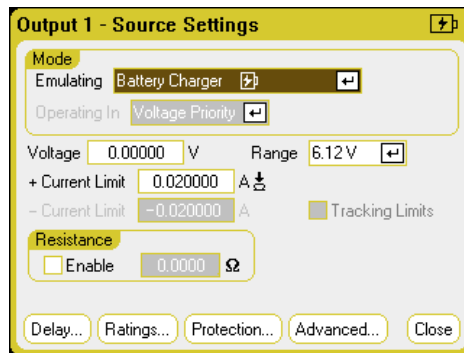 Output 1 - Source Settings
Mode
Emulating Battery Charger
Operating In Voltage Priority
Voltage 0.00000 V Range 6.12 V
+ Current Limit 0.020000 A
- Current Limit -0.020000 A Tracking Limits
Resistance
Enable 0.0000 Ω
Delay... Ratings... Protection... Advanced... Close